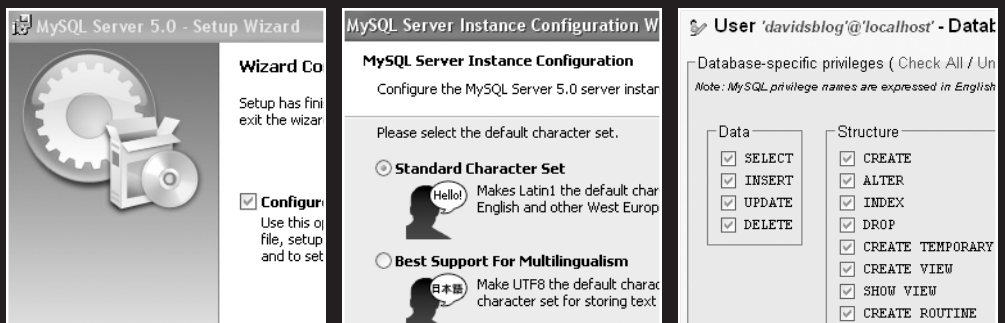 MySQL Server 5.0 - Setup Wizard
Wizard Co
Setup has fini
exit the wizar
Configur
Use this o
file, setup
and to set
MySQL Server Instance Configuration W
MySQL Server Instance Configuration
Configure the MySQL Server 5.0 server instan
Please select the default character set.
Standard Character Set
Hello!
Makes Latin1 the default char
English and other West Europ
Best Support For Multilingualism
日本語
Make UTF8 the default charac
character set for storing text
User 'davidsblog'@'localhost' - Datab
Database-specific privileges ( Check All / Un
Note: MySQL privilege names are expressed in English
Data
SELECT
INSERT
UPDATE
DELETE
Structure
CREATE
ALTER
INDEX
DROP
CREATE TEMPORARY
CREATE VIEW
SHOW VIEW
CREATE ROUTINE